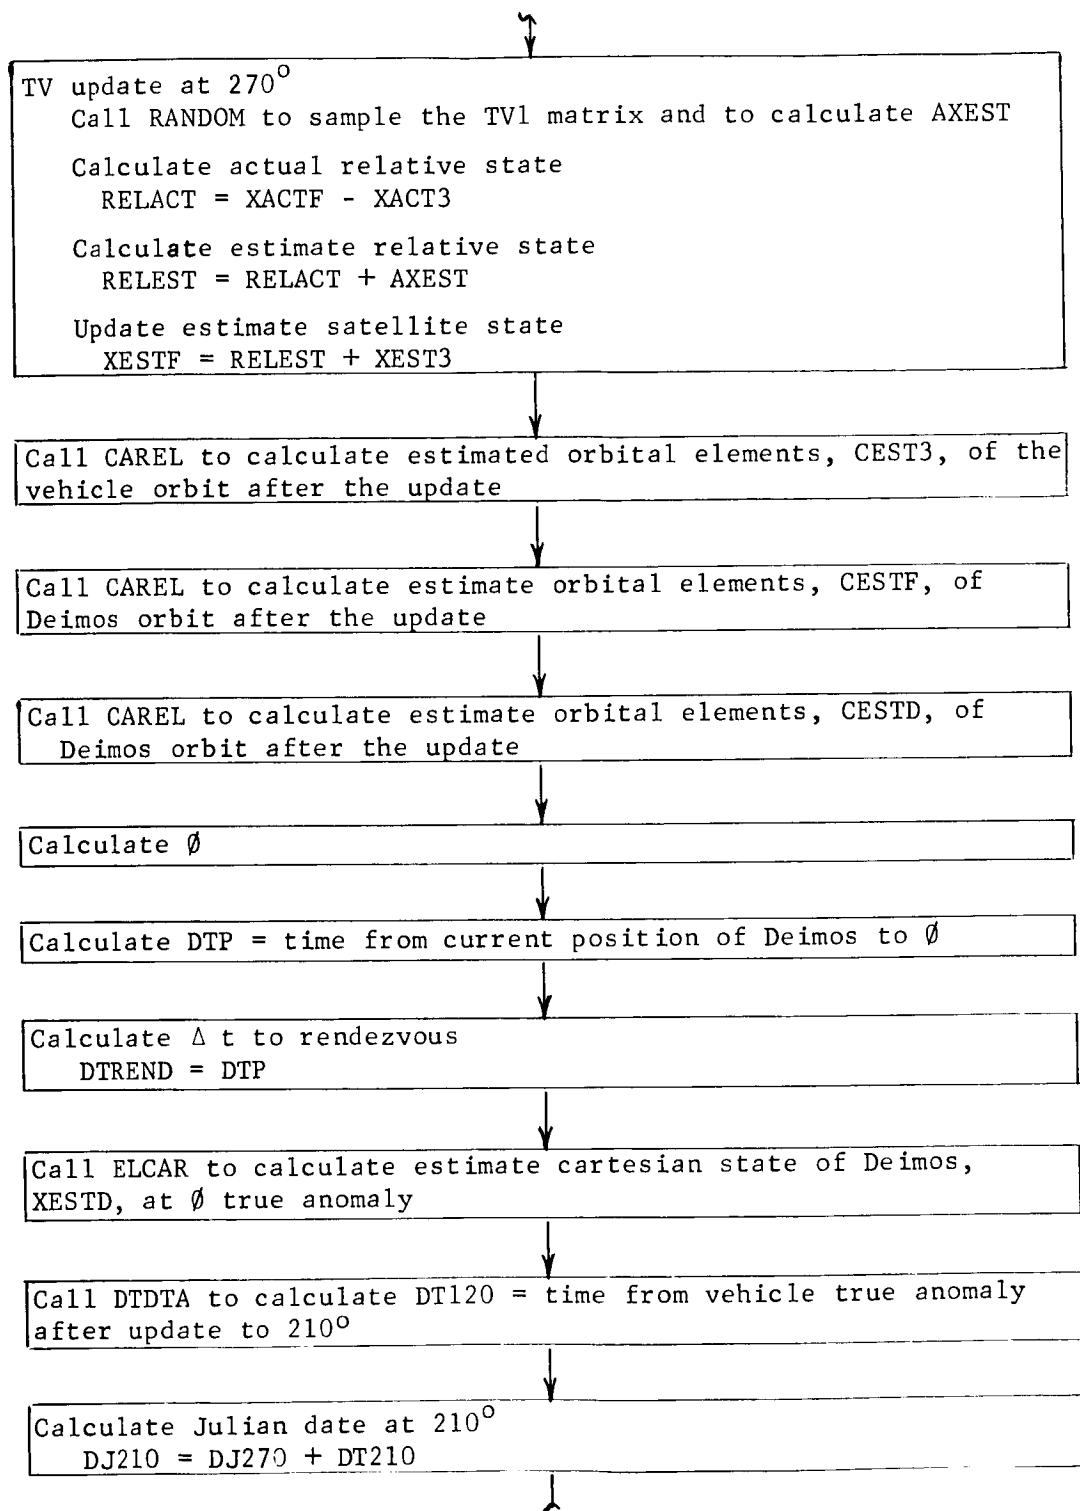 TV update at 270°
Call RANDOM to sample the TV1 matrix and to calculate AXEST
Calculate actual relative state
RELACT = XACTF - XACT3
Calculate estimate relative state
RELEST = RELACT + AXEST
Update estimate satellite state
XESTF = RELEST + XEST3
Call CAREL to calculate estimated orbital elements, CEST3, of the
vehicle orbit after the update
Call CAREL to calculate estimate orbital elements, CESTF, of
Deimos orbit after the update
Call CAREL to calculate estimate orbital elements, CESTD, of
Deimos orbit after the update
Calculate Ø
Calculate DTP = time from current position of Deimos to Ø
Calculate Δ t to rendezvous
DTREND = DTP
Call ELCAR to calculate estimate cartesian state of Deimos,
XESTD, at Ø true anomaly
Call DTDTA to calculate DT120 = time from vehicle true anomaly
after update to 210°
Calculate Julian date at 210°
DJ210 = DJ270 + DT210